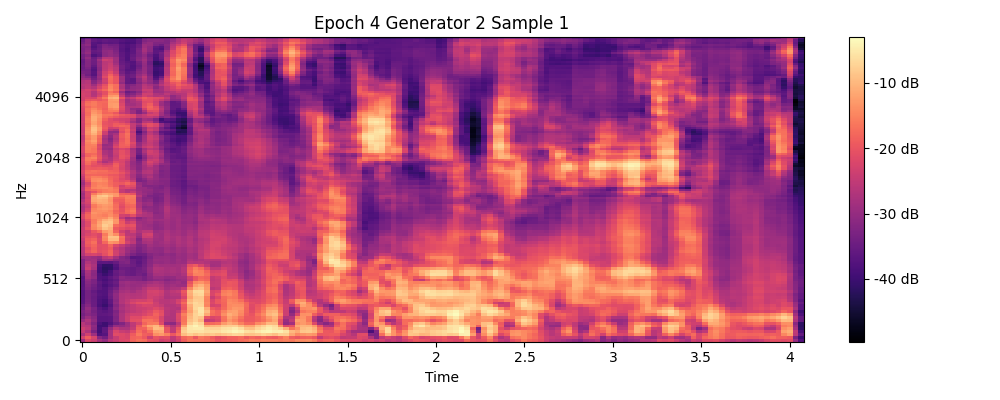 Epoch 4 Generator 2 Sample 1
Hz
4096
2048
1024
512
0
0 0.5 1 1.5 2 2.5 3 3.5 4
Time
-10 dB
-20 dB
-30 dB
-40 dB